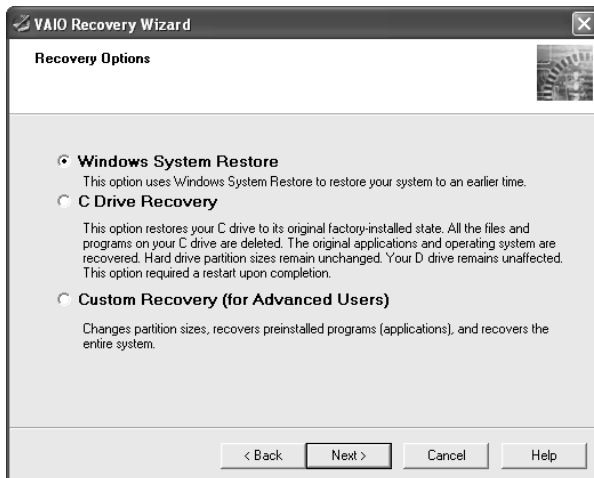 VAIO Recovery Wizard
Recovery Options
Windows System Restore
This option uses Windows System Restore to restore your system to an earlier time.
C Drive Recovery
This option restores your C drive to its original factory-installed state. All the files and
programs on your C drive are deleted. The original applications and operating system are
recovered. Hard drive partition sizes remain unchanged. Your D drive remains unaffected.
This option required a restart upon completion.
Custom Recovery (for Advanced Users)
Changes partition sizes, recovers preinstalled programs (applications), and recovers the
entire system.
< Back Next > Cancel Help